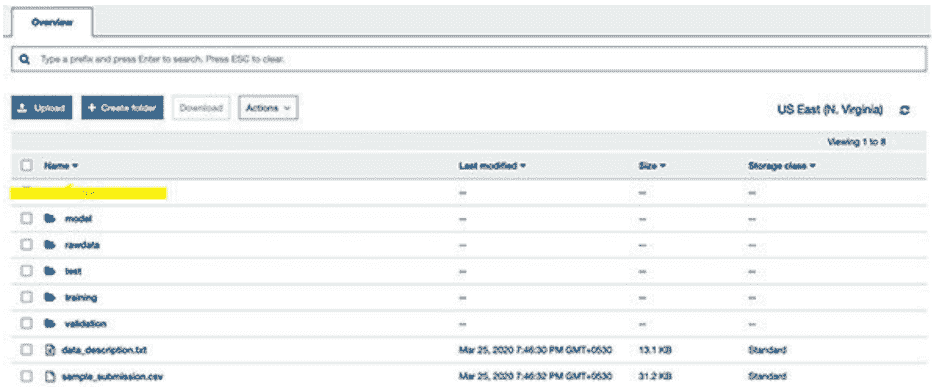 Overview
Type a prefix and press Enter to search. Press ESC to clear.
Upload + Create folder Download Actions US East (N. Virginia)
Viewing 1 to 8
Name Last modified Size Storage class
-- -- --
model -- -- --
rawdata -- -- --
test -- -- --
training -- -- --
validation -- -- --
data_description.txt Mar 25, 2020 7:46:30 PM GMT+0530 13.1 KB Standard
sample_submission.csv Mar 25, 2020 7:46:32 PM GMT+0530 31.2 KB Standard